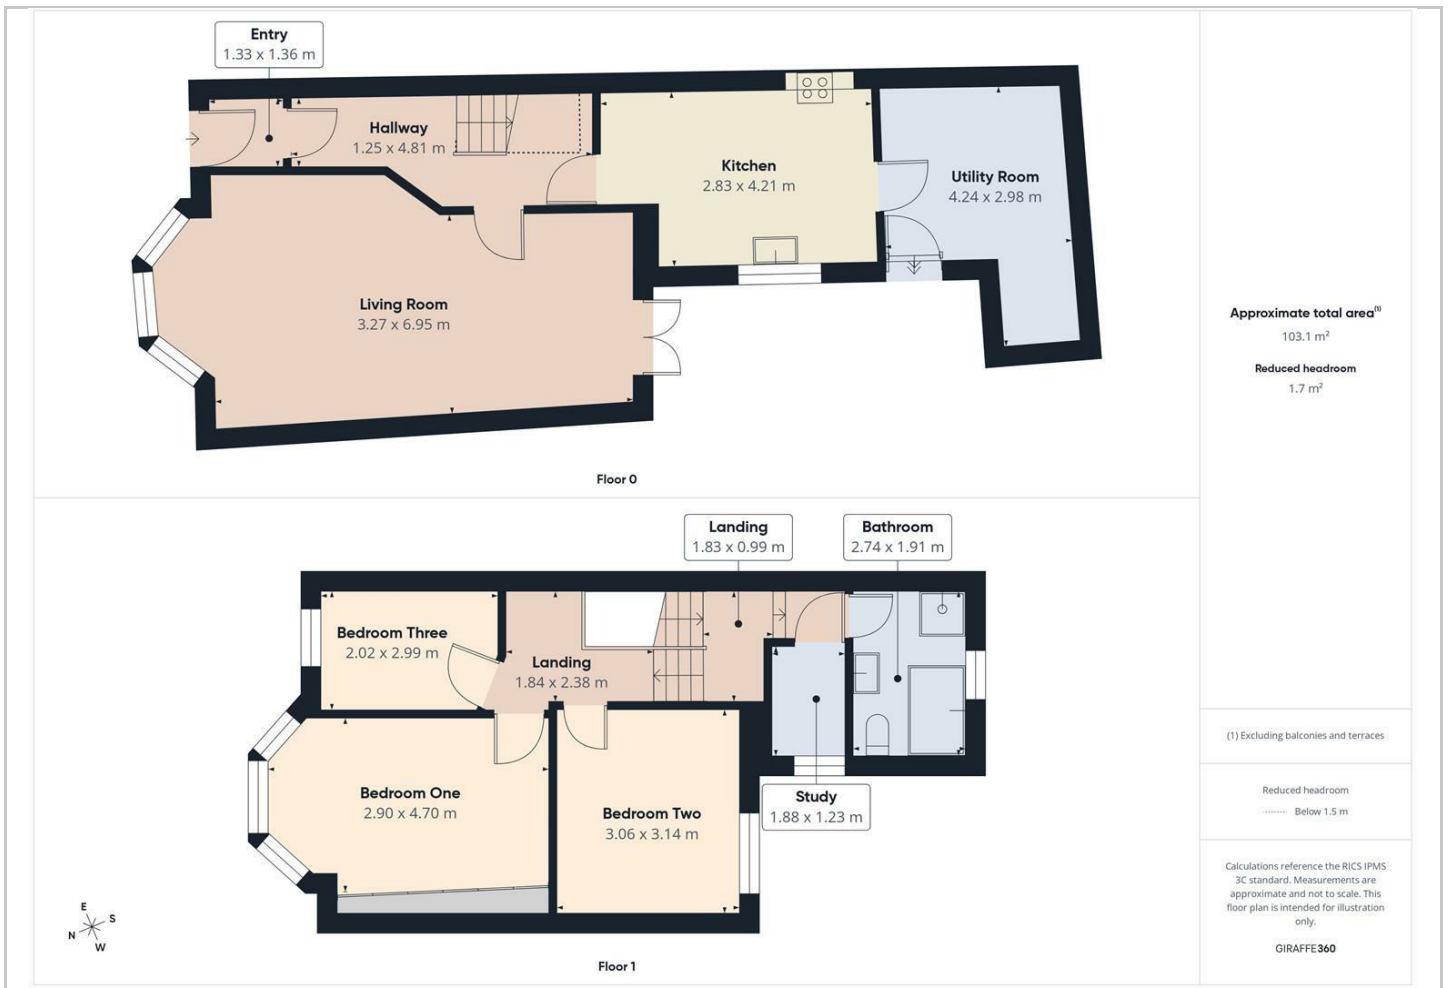 Entry
1.33 x 1.36 m
Hallway
1.25 x 4.81 m
Kitchen
2.83 x 4.21 m
Utility Room
4.24 x 2.98 m
Living Room
3.27 x 6.95 m
Floor 0
Landing
1.83 x 0.99 m
Bathroom
2.74 x 1.91 m
Bedroom Three
2.02 x 2.99 m
Landing
1.84 x 2.38 m
Bedroom One
2.90 x 4.70 m
Bedroom Two
3.06 x 3.14 m
Study
1.88 x 1.23 m
E
S
N
W
Floor 1
Approximate total area(1)
103.1 m²
Reduced headroom
1.7 m²
(1) Excluding balconies and terraces
Reduced headroom
Below 1.5 m
Calculations reference the RICS IPMS
3C standard. Measurements are
approximate and not to scale. This
floor plan is intended for illustration
only.
GIRAFFE360